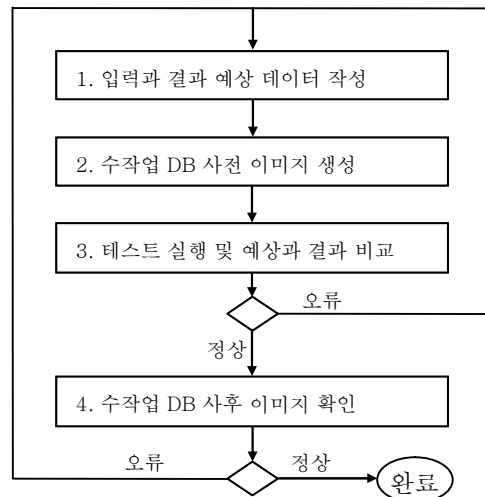 1. 입력과 결과 예상 데이터 작성
2. 수작업 DB 사전 이미지 생성
3. 테스트 실행 및 예상과 결과 비교
오류
정상
4. 수작업 DB 사후 이미지 확인
오류
정상
완료